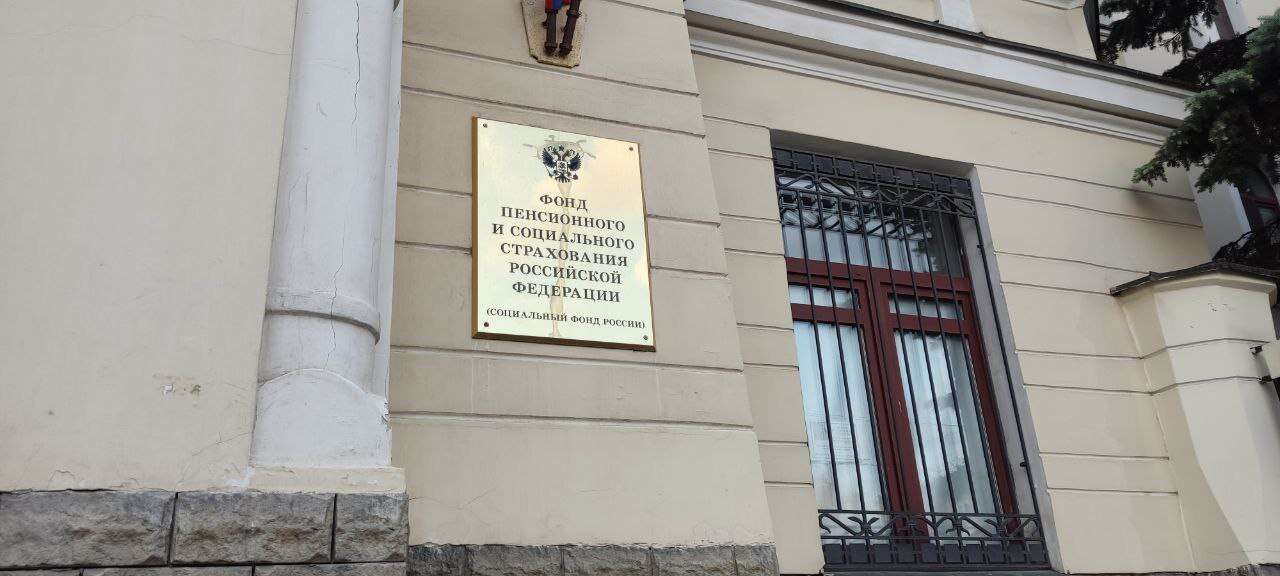 ФОНД
ПЕНСИОННОГО
И СОЦИАЛЬНОГО
СТРАХОВАНИЯ
РОССИЙСКОЙ
ФЕДЕРАЦИИ
(СОЦИАЛЬНЫЙ ФОНД РОССИИ)